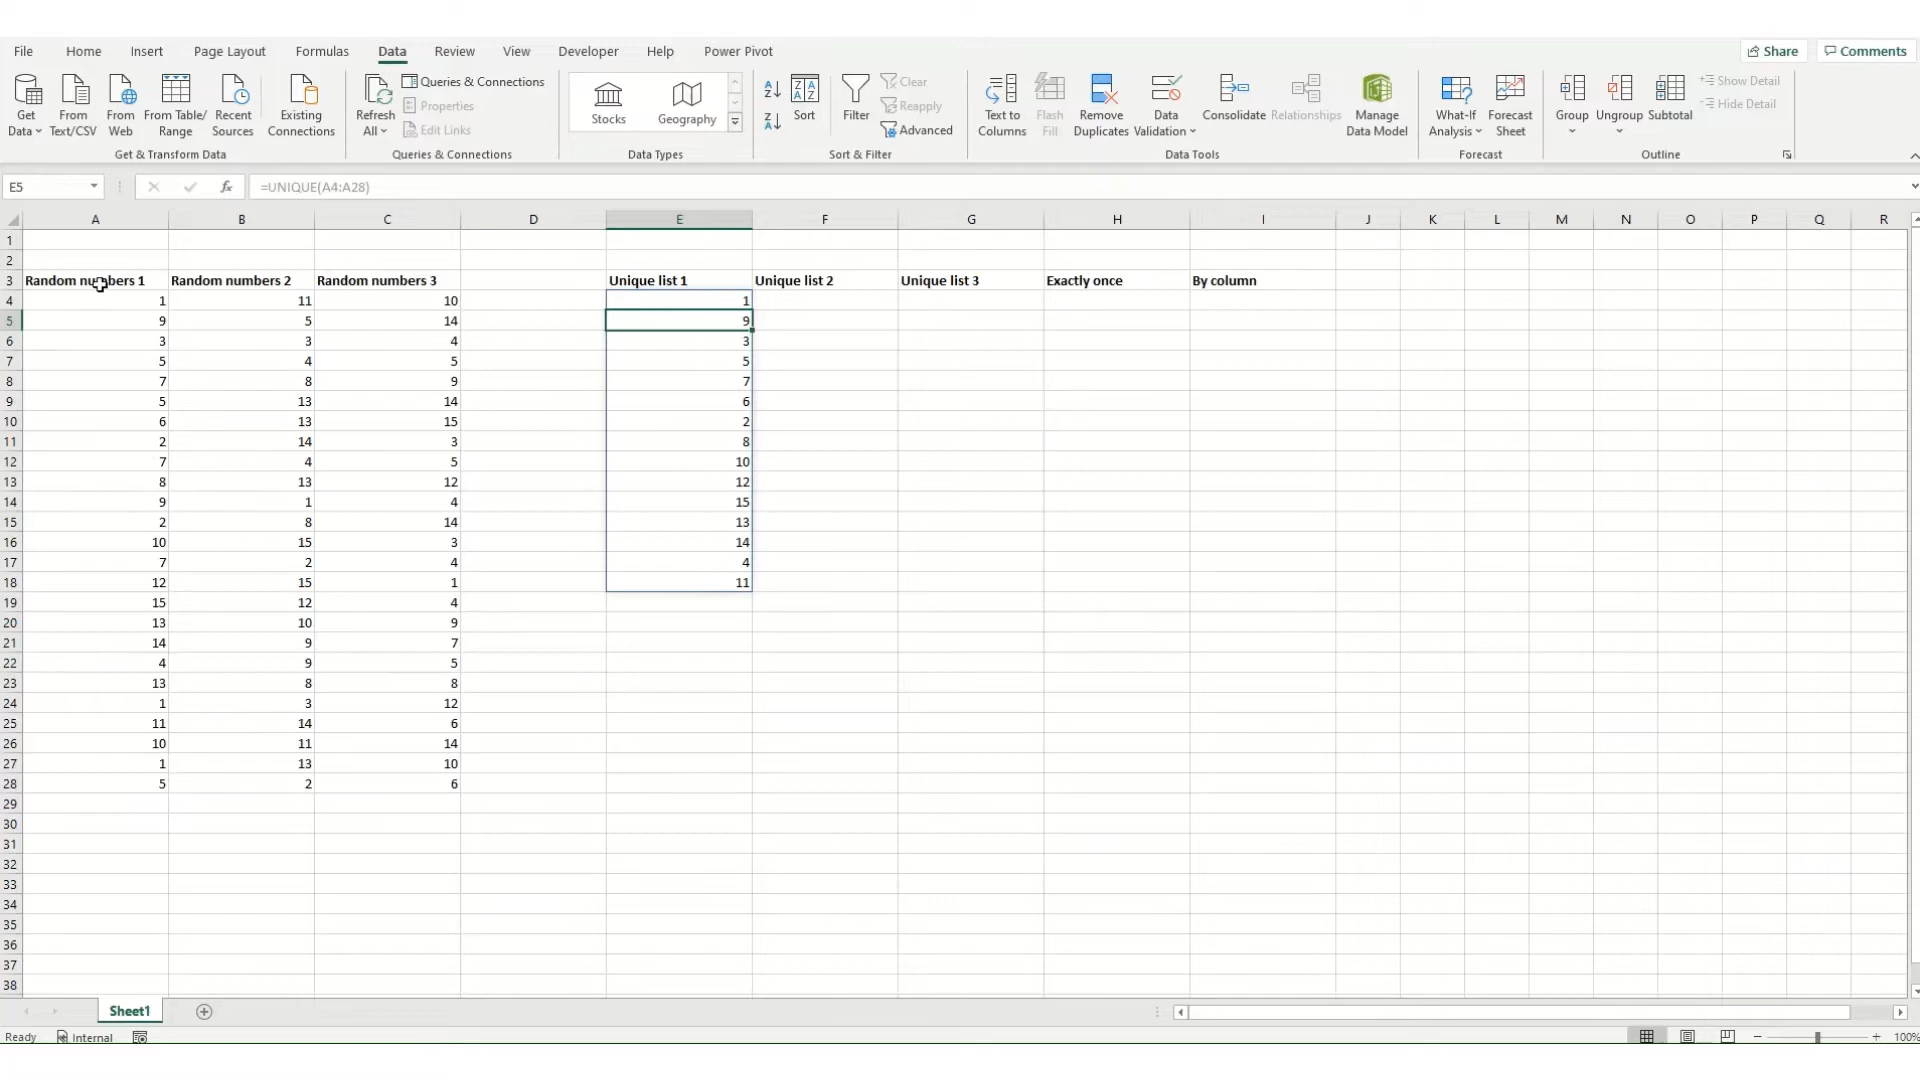 File Home Insert Page Layout Formulas Data Review View Developer Help Power Pivot Share Comments
Get Data From Text/CSV From Web From Table/ Range Recent Sources Existing Connections
Get & Transform Data
Refresh All Queries & Connections Properties Edit Links
Queries & Connections
Stocks Geography
Data Types
Sort Filter Clear Reapply Advanced
Sort & Filter
Text to Columns Flash Fill Remove Duplicates Data Validation Consolidate Relationships Manage Data Model
Data Tools
What-If Analysis Forecast Sheet
Forecast
Group Ungroup Subtotal Show Detail Hide Detail
Outline
E5 fx =UNIQUE(A4:A28)
A B C D E F G H I J K L M N O P Q R
1
2
3 Random numbers 1 Random numbers 2 Random numbers 3 Unique list 1 Unique list 2 Unique list 3 Exactly once By column
4 1 11 10 1
5 9 5 14 9
6 3 3 4 3
7 5 4 5 5
8 7 8 9 7
9 5 13 14 6
10 6 13 15 2
11 2 14 3 8
12 7 4 5 10
13 8 13 12 12
14 9 1 4 15
15 2 8 14 13
16 10 15 3 14
17 7 2 4 4
18 12 15 1 11
19 15 12 4
20 13 10 9
21 14 9 7
22 4 9 5
23 13 8 8
24 1 3 12
25 11 14 6
26 10 11 14
27 1 13 10
28 5 2 6
29
30
31
32
33
34
35
36
37
38
Sheet1
Ready Internal 100%